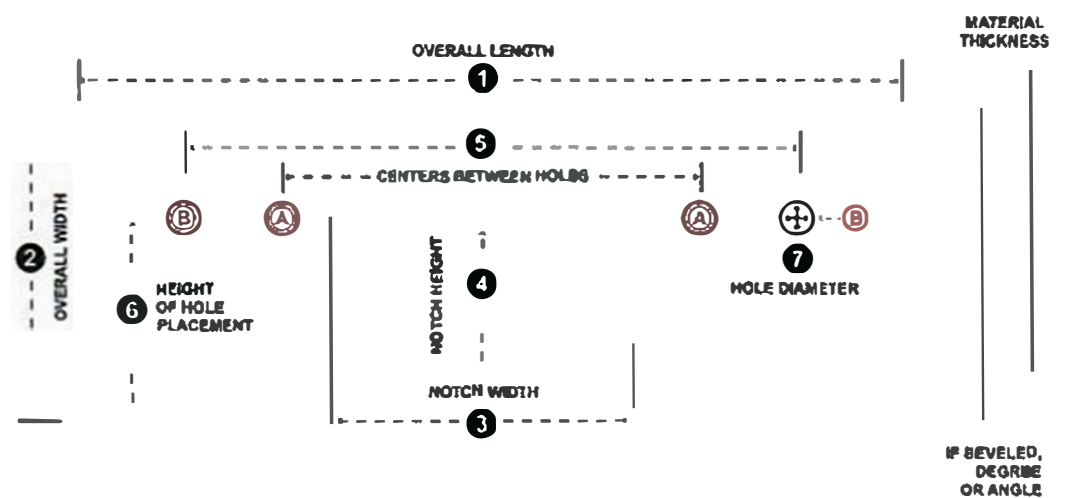 MATERIAL
THICKNESS
OVERALL LENGTH
1
5
CENTERS BETWEEN HOLES
B
A
A
B
2
OVERALL WIDTH
6
HEIGHT
OF HOLE
PLACEMENT
NOTCH HEIGHT
4
7
HOLE DIAMETER
NOTCH WIDTH
3
IF BEVELED,
DEGREE
OR ANGLE